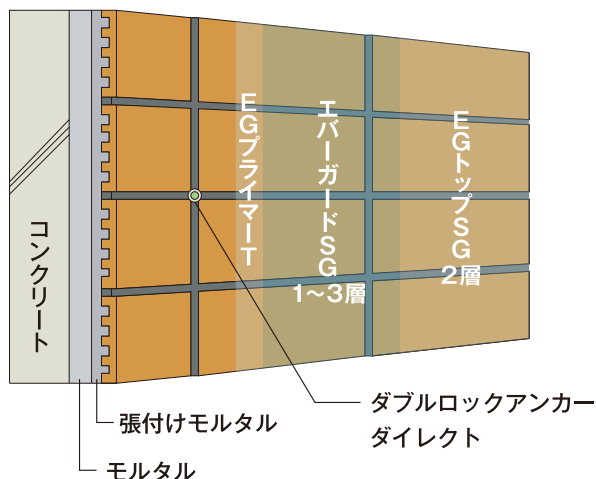 コンクリート
EGプライマーT
エバーガードSG
1~3層
EGトップSG
2層
張付けモルタル
モルタル
ダブルロックアンカー
ダイレクト